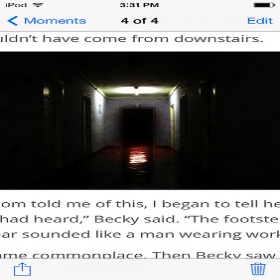 iPod 3:31 PM
Moments 4 of 4 Edit
uldn't have come from downstairs.
om told me of this, I began to tell he
had heard," Becky said. "The footste
ar sounded like a man wearing work
ame commonplace. Then Becky saw